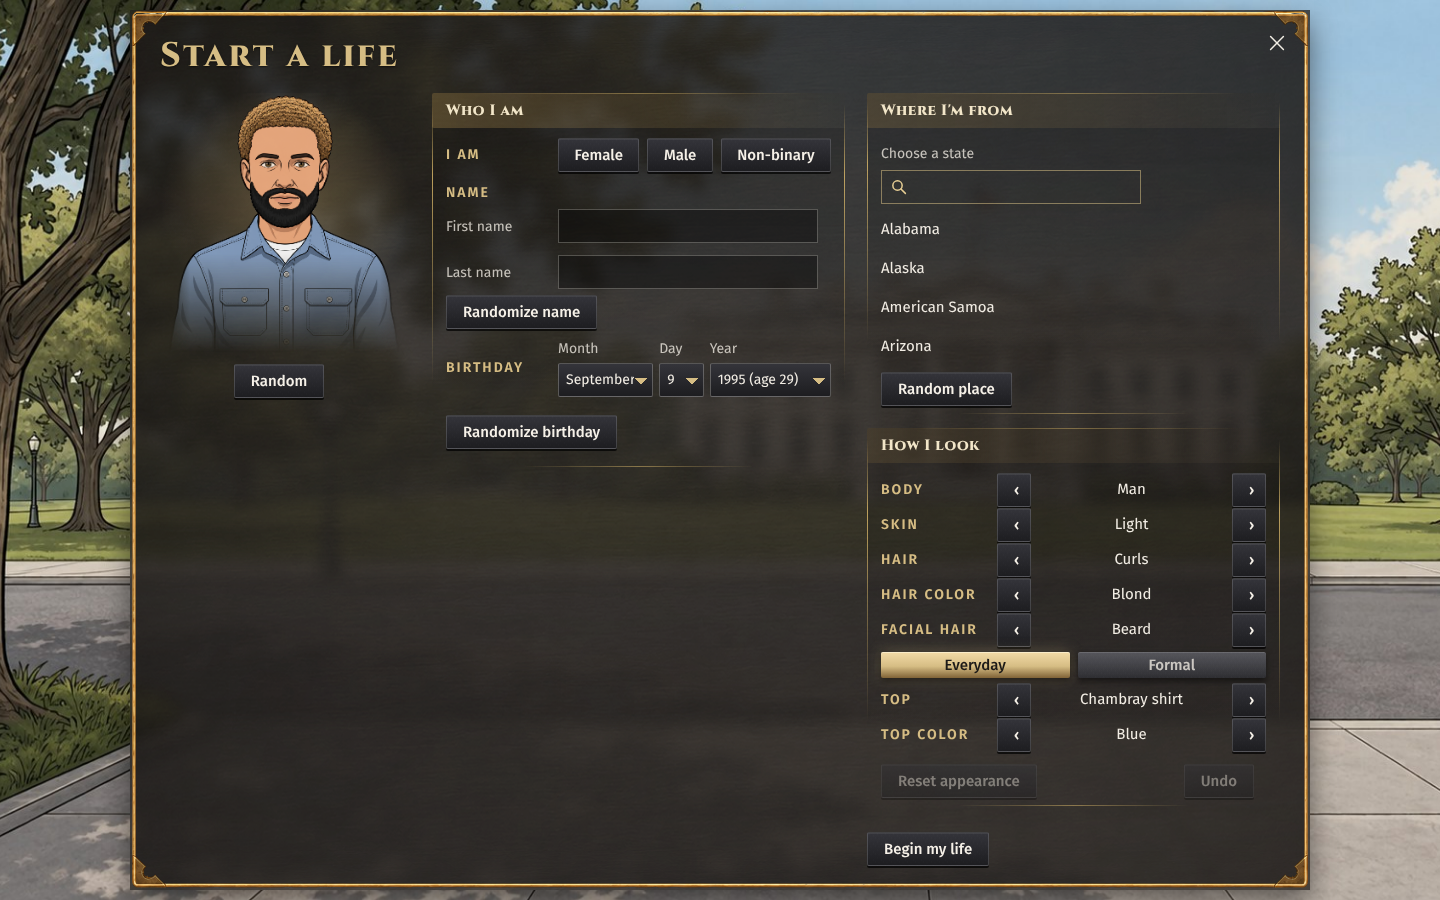 START A LIFE
WHO I AM
I AM
Female
Male
Non-binary
NAME
First name
Last name
Randomize name
BIRTHDAY
Month
Day
Year
September
9
1995 (age 29)
Randomize birthday
Random
WHERE I'M FROM
Choose a state
Alabama
Alaska
American Samoa
Arizona
Random place
HOW I LOOK
BODY
‹
Man
›
SKIN
‹
Light
›
HAIR
‹
Curls
›
HAIR COLOR
‹
Blond
›
FACIAL HAIR
‹
Beard
›
Everyday
Formal
TOP
‹
Chambray shirt
›
TOP COLOR
‹
Blue
›
Reset appearance
Undo
Begin my life